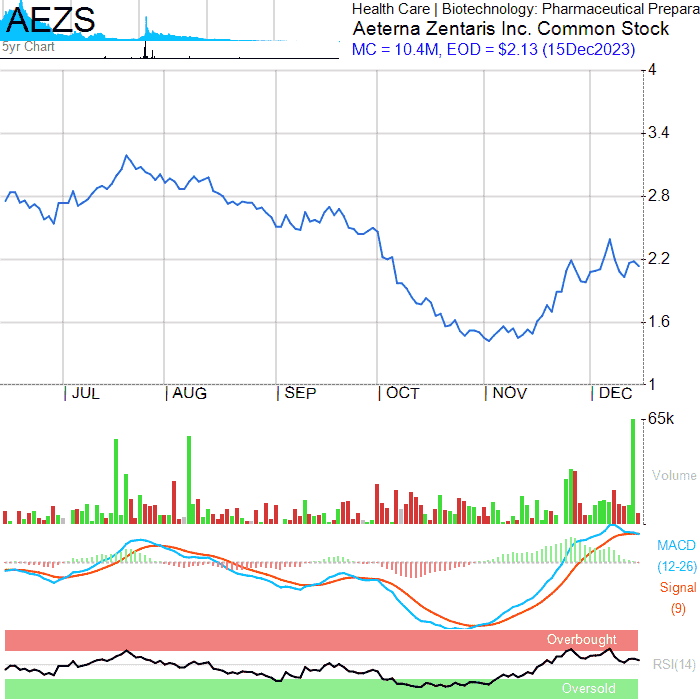 AEZS
5yr Chart
Health Care | Biotechnology: Pharmaceutical Prepara
Aeterna Zentaris Inc. Common Stock
MC = 10.4M, EOD = $2.13 (15Dec2023)
4
3.4
2.8
2.2
1.6
1
JUL AUG SEP OCT NOV DEC
65k
Volume
MACD
(12-26)
Signal
(9)
Overbought
RSI(14)
Oversold